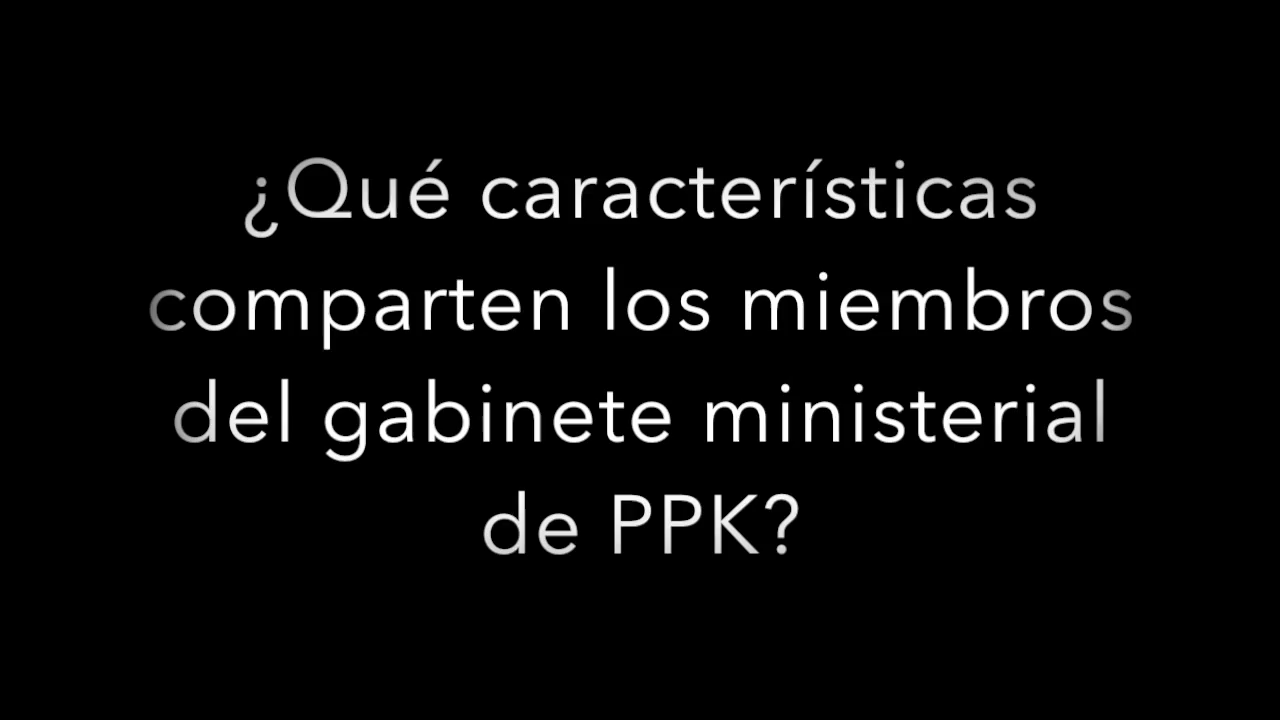 ¿Qué características
comparten los miembros
del gabinete ministerial
de PPK?